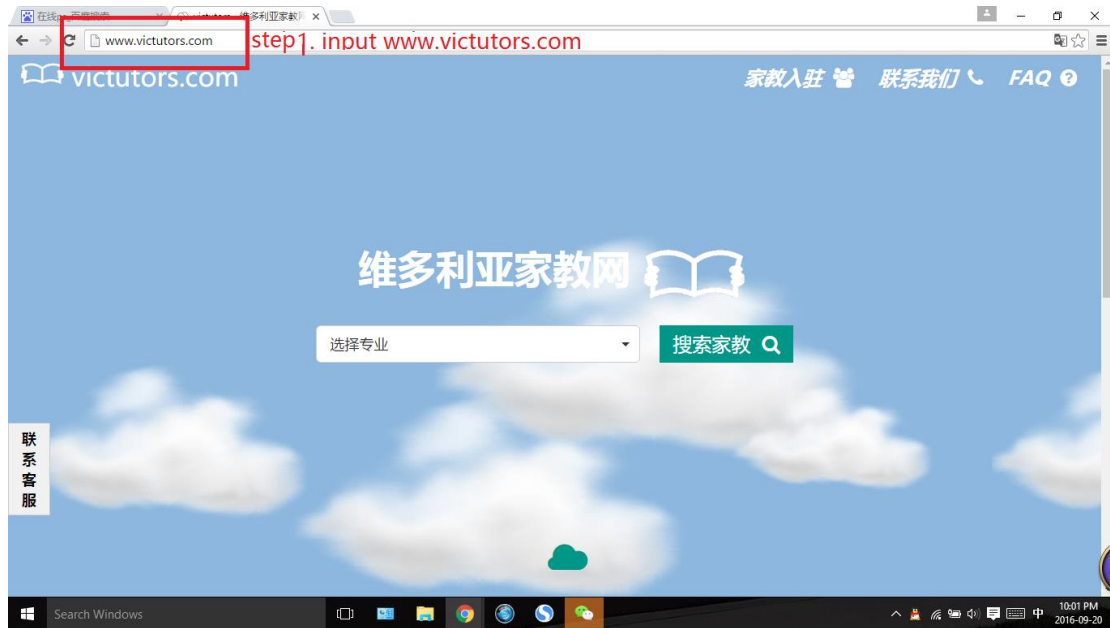 www.victutors.com
step1. input www.victutors.com
victutors.com
家教入驻
联系我们
FAQ
维多利亚家教网
选择专业
搜索家教
联
系
客
服
Search Windows
中
10:01 PM
2016-09-20